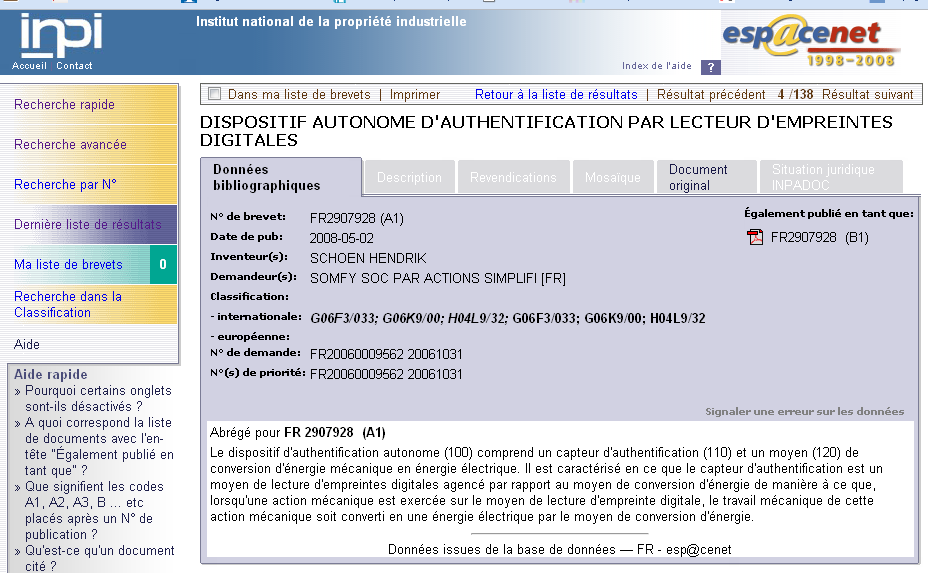 inpi
Institut national de la propriété industrielle
esp@cenet
1998-2008
Accueil Contact
Index de l'aide ?
Recherche rapide
Recherche avancée
Recherche par N°
Dernière liste de résultats
Ma liste de brevets 0
Recherche dans la
Classification
Aide
Aide rapide
» Pourquoi certains onglets
sont-ils désactivés ?
» A quoi correspond la liste
de documents avec l'en-
tête "Également publié en
tant que" ?
» Que signifient les codes
A1, A2, A3, B ... etc
placés après un N° de
publication ?
» Qu'est-ce qu'un document
cité ?
Dans ma liste de brevets | Imprimer Retour à la liste de résultats | Résultat précédent 4 /138 Résultat suivant
DISPOSITIF AUTONOME D'AUTHENTIFICATION PAR LECTEUR D'EMPREINTES
DIGITALES
Données
bibliographiques
Description
Revendications
Mosaïque
Document
original
Situation juridique
INPADOC
N° de brevet: FR2907928 (A1)
Date de pub: 2008-05-02
Inventeur(s): SCHOEN HENDRIK
Demandeur(s): SOMFY SOC PAR ACTIONS SIMPLIFI [FR]
Classification:
- internationale: G06F3/033; G06K9/00; H04L9/32; G06F3/033; G06K9/00; H04L9/32
- européenne:
N° de demande: FR20060009562 20061031
N°(s) de priorité: FR20060009562 20061031
Également publié en tant que:
FR2907928 (B1)
Signaler une erreur sur les données
Abrégé pour FR 2907928 (A1)
Le dispositif d'authentification autonome (100) comprend un capteur d'authentification (110) et un moyen (120) de
conversion d'énergie mécanique en énergie électrique. Il est caractérisé en ce que le capteur d'authentification est un
moyen de lecture d'empreintes digitales agencé par rapport au moyen de conversion d'énergie de manière à ce que,
lorsqu'une action mécanique est exercée sur le moyen de lecture d'empreinte digitale, le travail mécanique de cette
action mécanique soit converti en une énergie électrique par le moyen de conversion d'énergie.
Données issues de la base de données — FR - esp@cenet